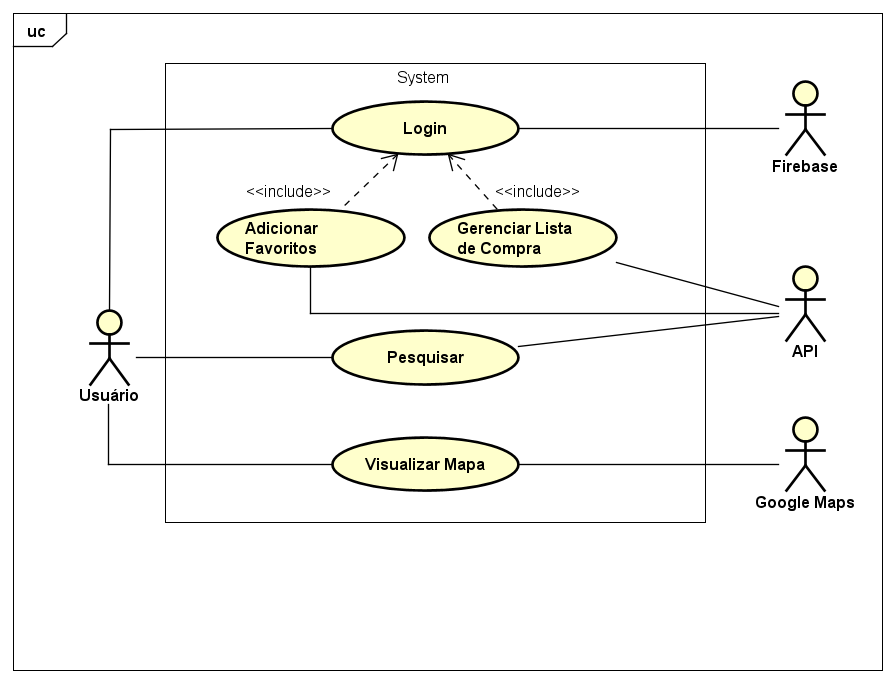 uc
System
Login
Firebase
<<include>>
<<include>>
Adicionar
Favoritos
Gerenciar Lista
de Compra
API
Pesquisar
Usuário
Visualizar Mapa
Google Maps